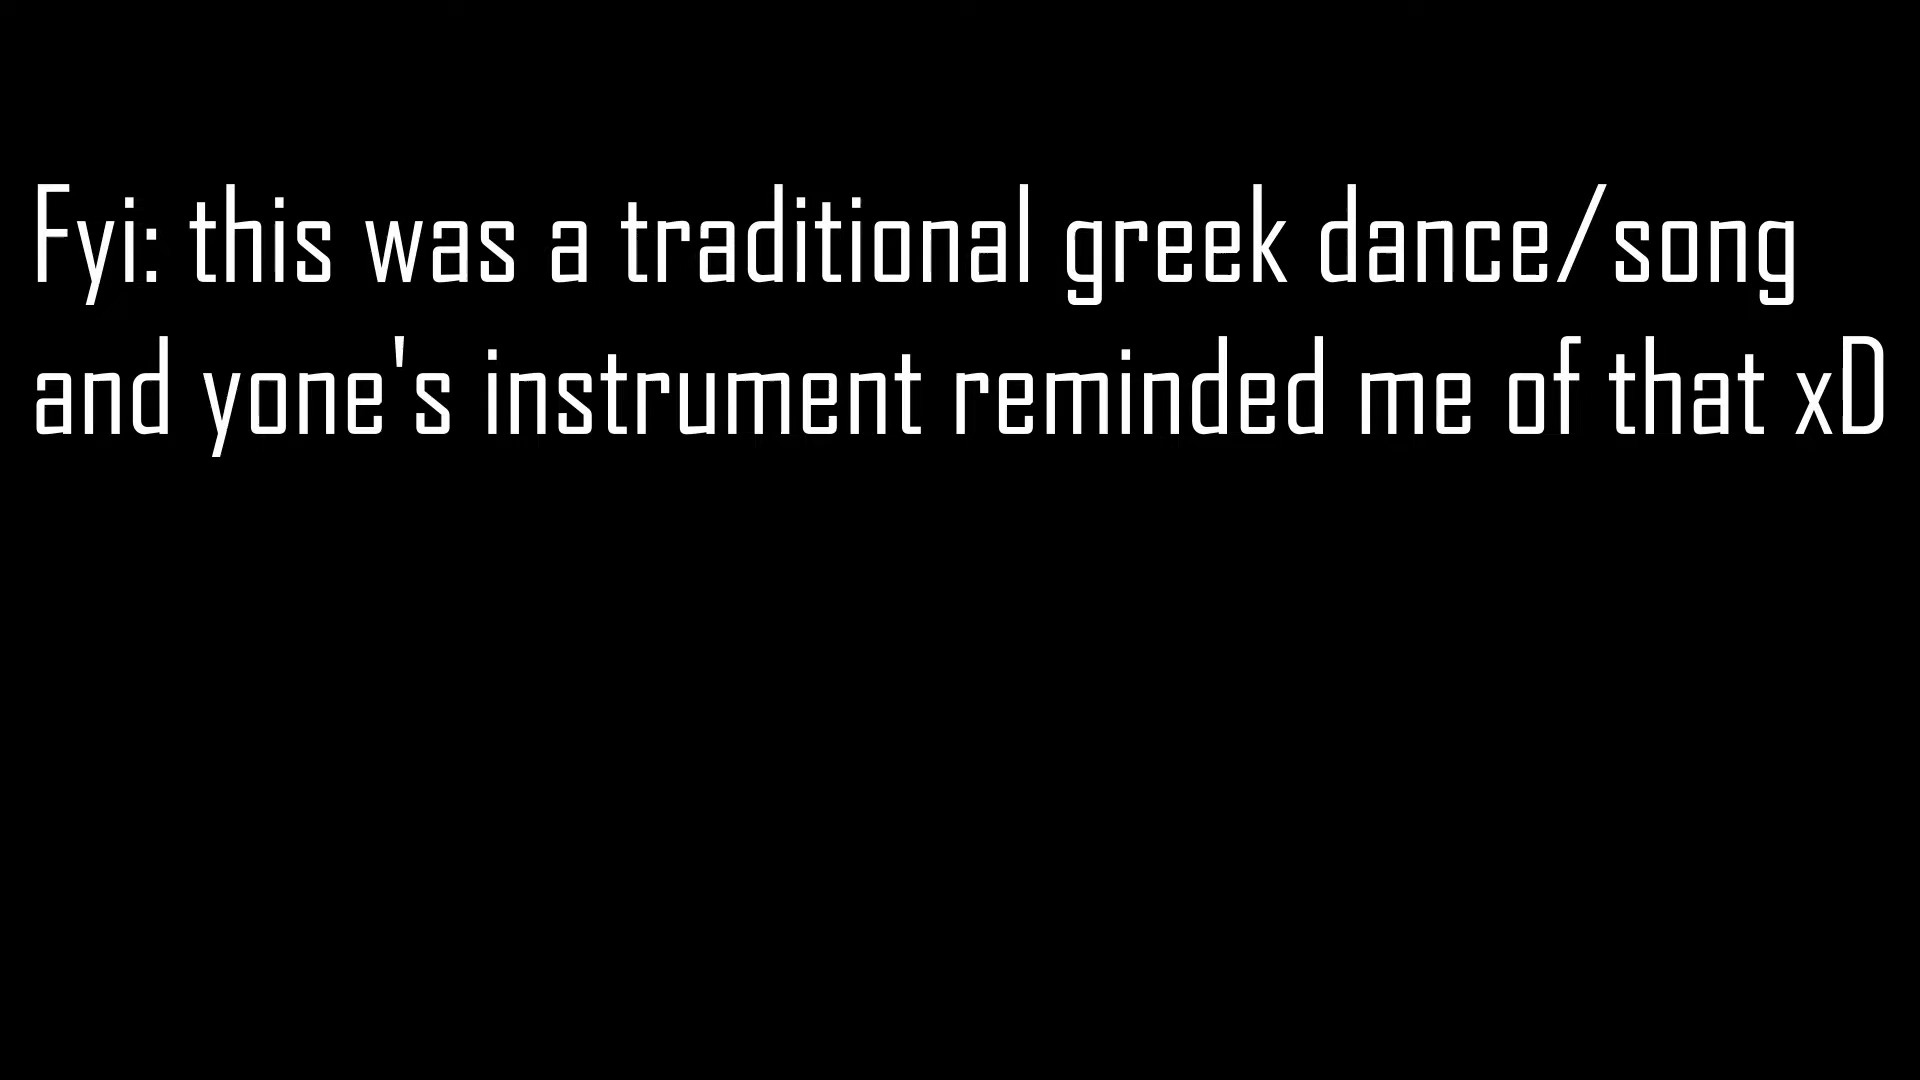 Fyi: this was a traditional greek dance/song
and yone's instrument reminded me of that xD